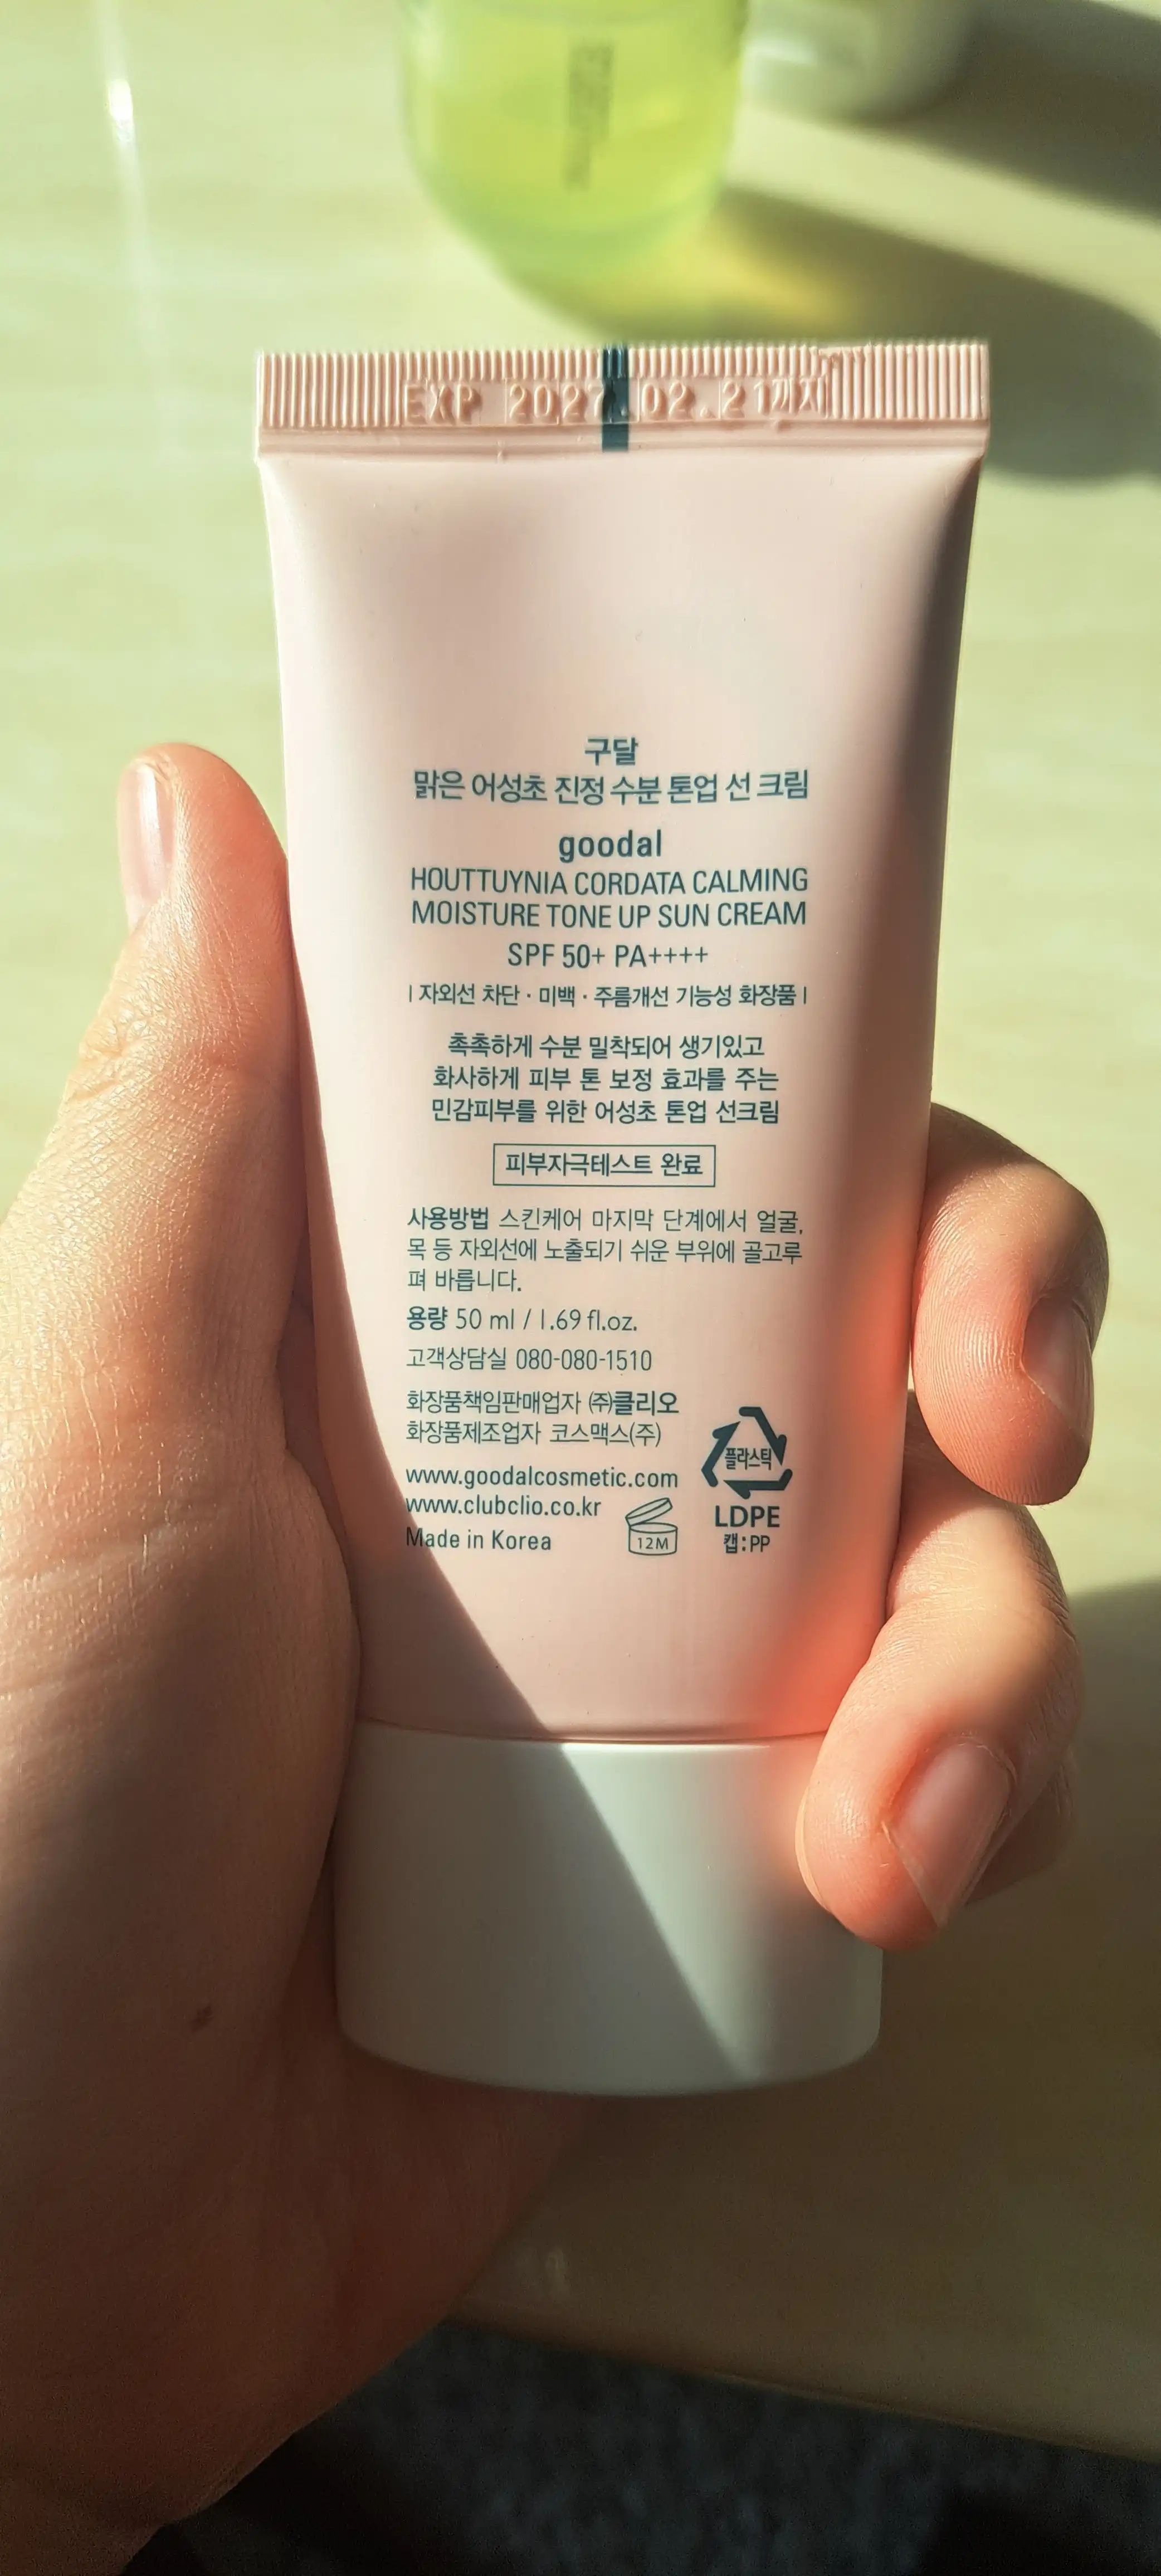 EXP 2027.02.21까지
구달
맑은 어성초 진정 수분 톤업 선 크림
goodal
HOUTTUYNIA CORDATA CALMING
MOISTURE TONE UP SUN CREAM
SPF 50+ PA++++
| 자외선 차단 · 미백 · 주름개선 기능성 화장품 |
촉촉하게 수분 밀착되어 생기있고
화사하게 피부 톤 보정 효과를 주는
민감피부를 위한 어성초 톤업 선크림
피부자극테스트 완료
사용방법 스킨케어 마지막 단계에서 얼굴,
목 등 자외선에 노출되기 쉬운 부위에 골고루
펴 바릅니다.
용량 50 ml / 1.69 fl.oz.
고객상담실 080-080-1510
화장품책임판매업자 ㈜클리오
화장품제조업자 코스맥스(주)
플라스틱
www.goodalcosmetic.com
www.clubclio.co.kr
LDPE
Made in Korea
12M
캡:PP